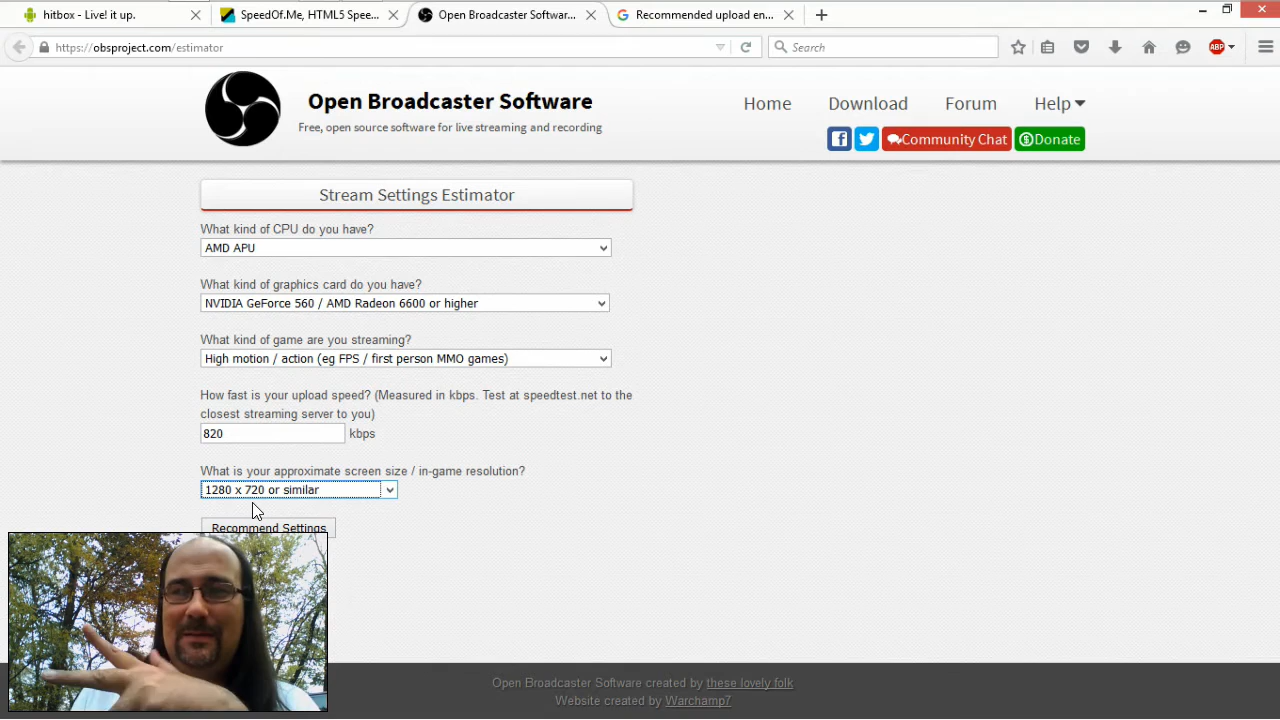 hitbox - Live! it up.
SpeedOf.Me, HTML5 Spee...
Open Broadcaster Softwar...
Recommended upload en...
https://obsproject.com/estimator
Search
ABP
Open Broadcaster Software
Free, open source software for live streaming and recording
Home
Download
Forum
Help
Community Chat
Donate
Stream Settings Estimator
What kind of CPU do you have?
AMD APU
What kind of graphics card do you have?
NVIDIA GeForce 560 / AMD Radeon 6600 or higher
What kind of game are you streaming?
High motion / action (eg FPS / first person MMO games)
How fast is your upload speed? (Measured in kbps. Test at speedtest.net to the
closest streaming server to you)
820
kbps
What is your approximate screen size / in-game resolution?
1280 x 720 or similar
Recommend Settings
Open Broadcaster Software created by these lovely folk
Website created by Warchamp7